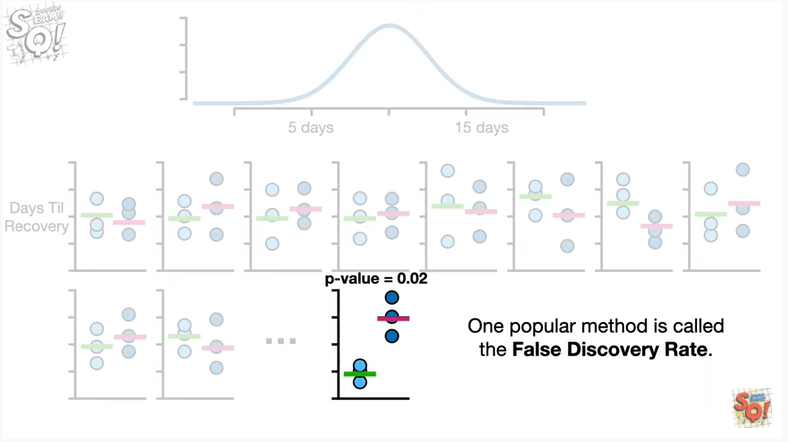 5 days
15 days
Days Til
Recovery
p-value = 0.02
One popular method is called
the False Discovery Rate.
SQ!